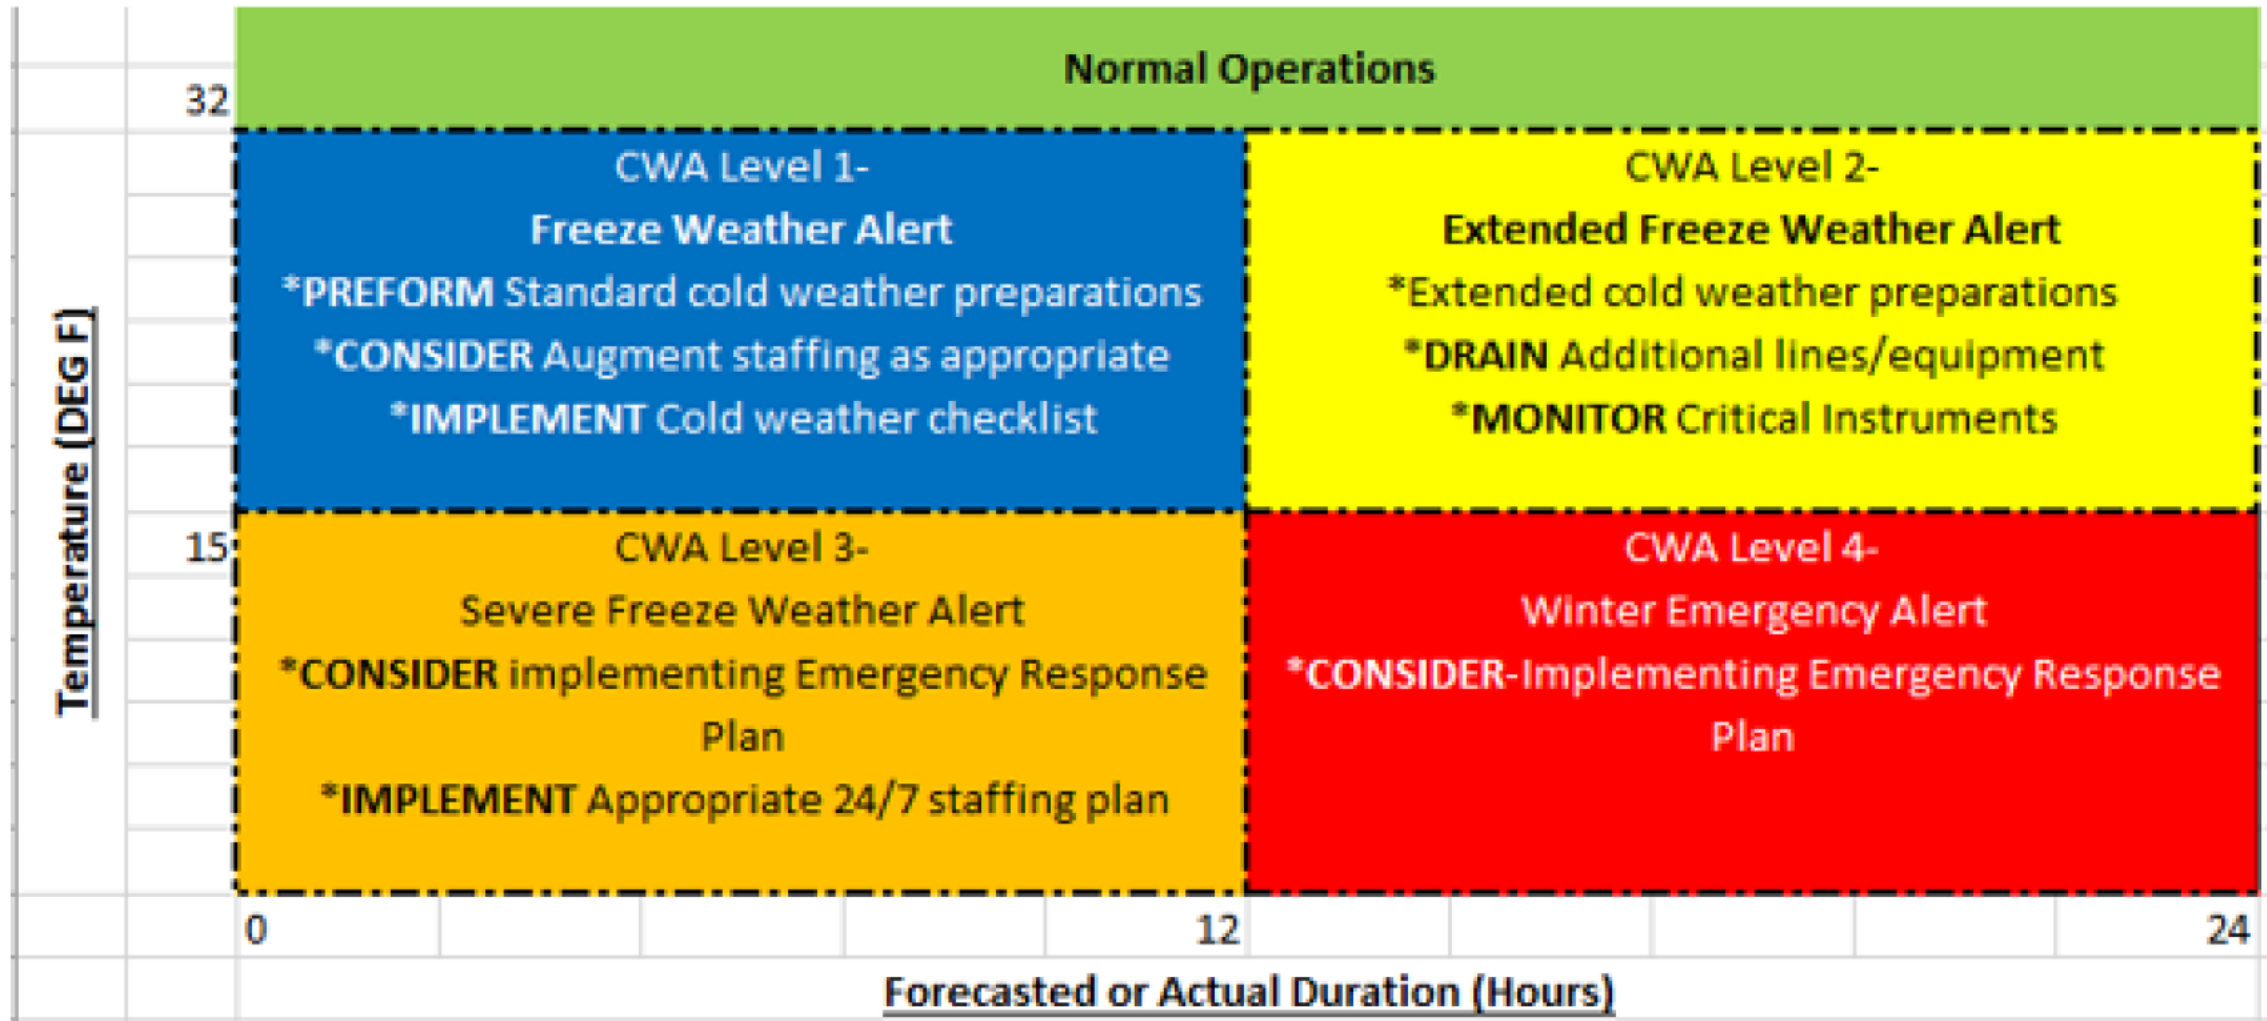 Normal Operations
32
CWA Level 1-
Freeze Weather Alert
*PREFORM Standard cold weather preparations
*CONSIDER Augment staffing as appropriate
*IMPLEMENT Cold weather checklist
CWA Level 2-
Extended Freeze Weather Alert
*Extended cold weather preparations
*DRAIN Additional lines/equipment
*MONITOR Critical Instruments
Temperature (DEG F)
15
CWA Level 3-
Severe Freeze Weather Alert
*CONSIDER implementing Emergency Response
Plan
*IMPLEMENT Appropriate 24/7 staffing plan
CWA Level 4-
Winter Emergency Alert
*CONSIDER-Implementing Emergency Response
Plan
0
12
24
Forecasted or Actual Duration (Hours)